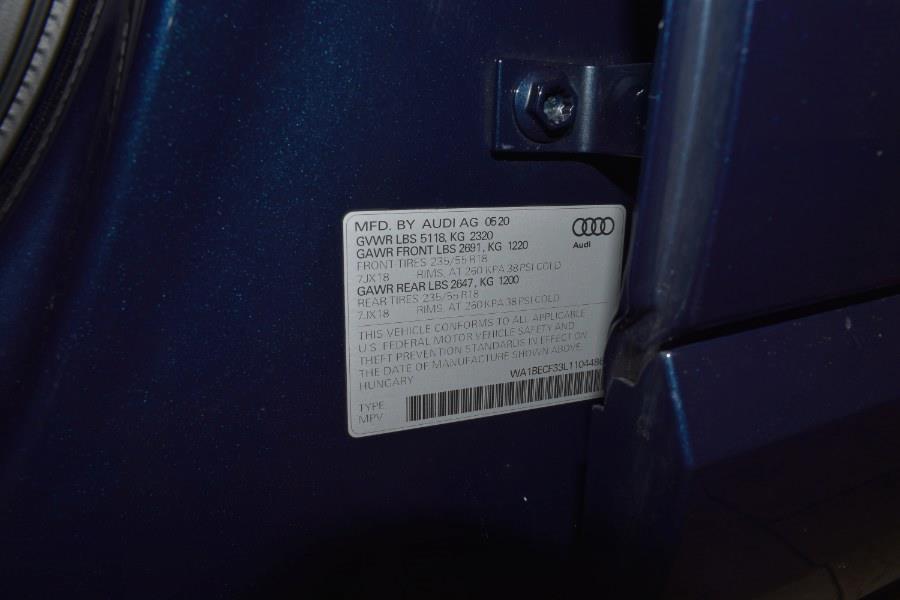 MFD. BY AUDI AG 05 20
GVWR LBS 5118, KG 2320
GAWR FRONT LBS 2691, KG 1220
FRONT TIRES 235/55 R18
7JX18 RIMS, AT 260 KPA 38 PSI COLD
GAWR REAR LBS 2647, KG 1200
REAR TIRES 235/55 R18
7JX18 RIMS, AT 260 KPA 38 PSI COLD
Audi
THIS VEHICLE CONFORMS TO ALL APPLICABLE
U.S. FEDERAL MOTOR VEHICLE SAFETY AND
THEFT PREVENTION STANDARDS IN EFFECT ON
THE DATE OF MANUFACTURE SHOWN ABOVE.
HUNGARY
WA1BECF33L1104486
TYPE:
MPV